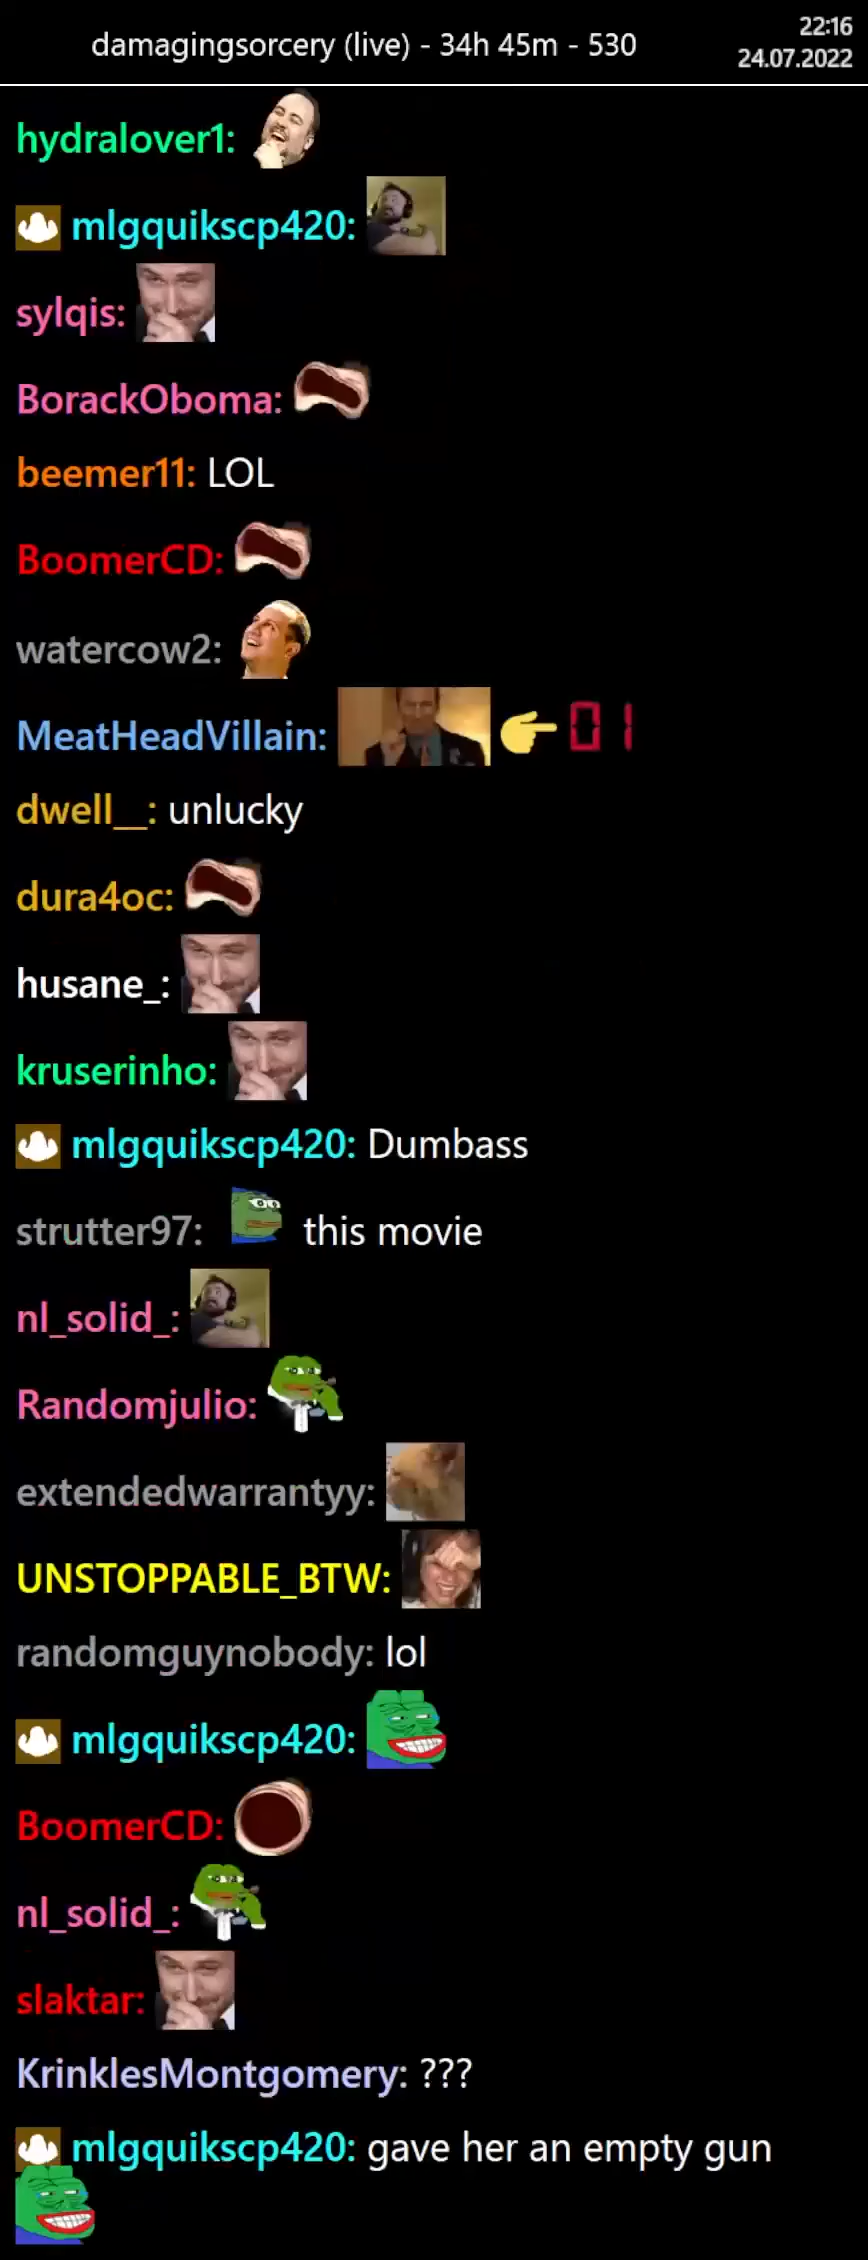 damagingsorcery (live) - 34h 45m - 530
22:16
24.07.2022
hydralover1:
mlgquikscp420:
sylqis:
BorackOboma:
beemer11: LOL
BoomerCD:
watercow2:
MeatHeadVillain: 01
dwell__: unlucky
dura4oc:
husane_:
kruserinho:
mlgquikscp420: Dumbass
strutter97: this movie
nl_solid_:
Randomjulio:
extendedwarrantyy:
UNSTOPPABLE_BTW:
randomguynobody: lol
mlgquikscp420:
BoomerCD:
nl_solid_:
slaktar:
KrinklesMontgomery: ???
mlgquikscp420: gave her an empty gun